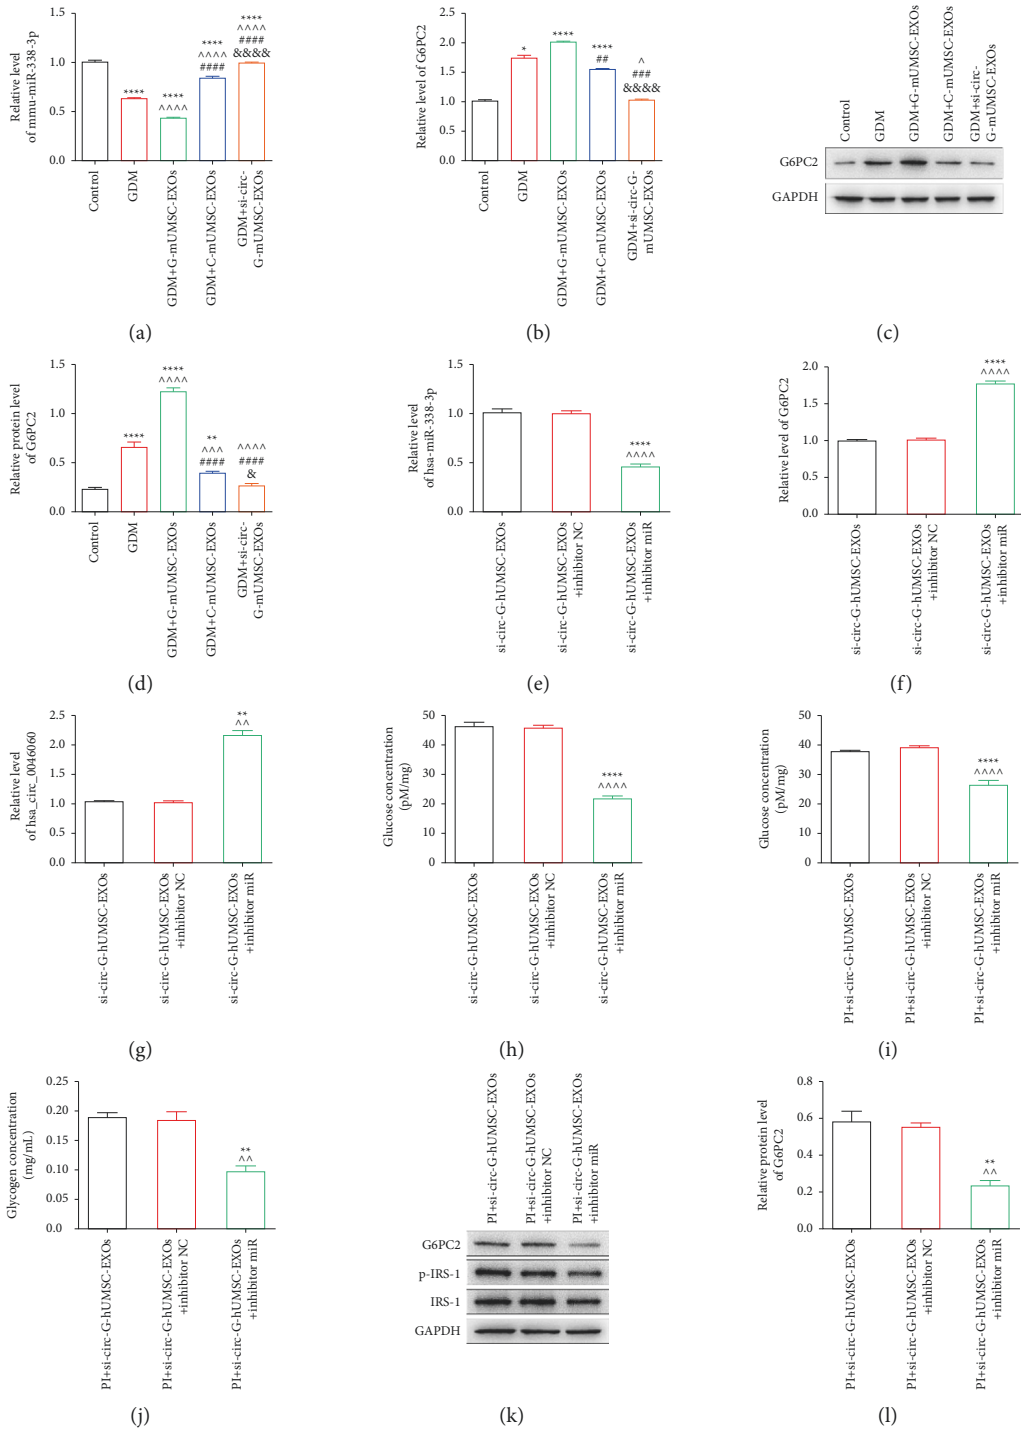 Relative level
of mmu-miR-338-3p
1.5
1.0
0.5
0.0
****
****
^^^^
****
^^^^
####
****
^^^^
####
&&&&
Control
GDM
GDM+G-mUMSC-EXOs
GDM+C-mUMSC-EXOs
GDM+si-circ-
G-mUMSC-EXOs
(a)
Relative level of G6PC2
2.5
2.0
1.5
1.0
0.5
0.0
*
****
****
##
^
###
&&&&
Control
GDM
GDM+G-mUMSC-EXOs
GDM+C-mUMSC-EXOs
GDM+si-circ-G-
mUMSC-EXOs
(b)
Control
GDM
GDM+G-mUMSC-EXOs
GDM+C-mUMSC-EXOs
GDM+si-circ-
G-mUMSC-EXOs
G6PC2
GAPDH
(c)
Relative protein level
of G6PC2
1.5
1.0
0.5
0.0
****
****
^^^^
**
^^^
####
^^^^
####
&
Control
GDM
GDM+G-mUMSC-EXOs
GDM+C-mUMSC-EXOs
GDM+si-circ-
G-mUMSC-EXOs
(d)
Relative level
of hsa-miR-338-3p
1.5
1.0
0.5
0.0
****
^^^^
si-circ-G-hUMSC-EXOs
si-circ-G-hUMSC-EXOs
+inhibitor NC
si-circ-G-hUMSC-EXOs
+inhibitor miR
(e)
Relative level of G6PC2
2.0
1.5
1.0
0.5
0.0
****
^^^^
si-circ-G-hUMSC-EXOs
si-circ-G-hUMSC-EXOs
+inhibitor NC
si-circ-G-hUMSC-EXOs
+inhibitor miR
(f)
Relative level
of hsa_circ_0046060
2.5
2.0
1.5
1.0
0.5
0.0
**
^^
si-circ-G-hUMSC-EXOs
si-circ-G-hUMSC-EXOs
+inhibitor NC
si-circ-G-hUMSC-EXOs
+inhibitor miR
(g)
Glucose concentration
(pM/mg)
50
40
30
20
10
0
****
^^^^
si-circ-G-hUMSC-EXOs
si-circ-G-hUMSC-EXOs
+inhibitor NC
si-circ-G-hUMSC-EXOs
+inhibitor miR
(h)
Glucose concentration
(pM/mg)
50
40
30
20
10
0
****
^^^^
PI+si-circ-G-hUMSC-EXOs
PI+si-circ-G-hUMSC-EXOs
+inhibitor NC
PI+si-circ-G-hUMSC-EXOs
+inhibitor miR
(i)
Glycogen concentration
(mg/mL)
0.25
0.20
0.15
0.10
0.05
0.00
**
^^
PI+si-circ-G-hUMSC-EXOs
PI+si-circ-G-hUMSC-EXOs
+inhibitor NC
PI+si-circ-G-hUMSC-EXOs
+inhibitor miR
(j)
PI+si-circ-G-hUMSC-EXOs
PI+si-circ-G-hUMSC-EXOs
+inhibitor NC
PI+si-circ-G-hUMSC-EXOs
+inhibitor miR
G6PC2
p-IRS-1
IRS-1
GAPDH
(k)
Relative protein level
of G6PC2
0.8
0.6
0.4
0.2
0.0
**
^^
PI+si-circ-G-hUMSC-EXOs
PI+si-circ-G-hUMSC-EXOs
+inhibitor NC
PI+si-circ-G-hUMSC-EXOs
+inhibitor miR
(l)